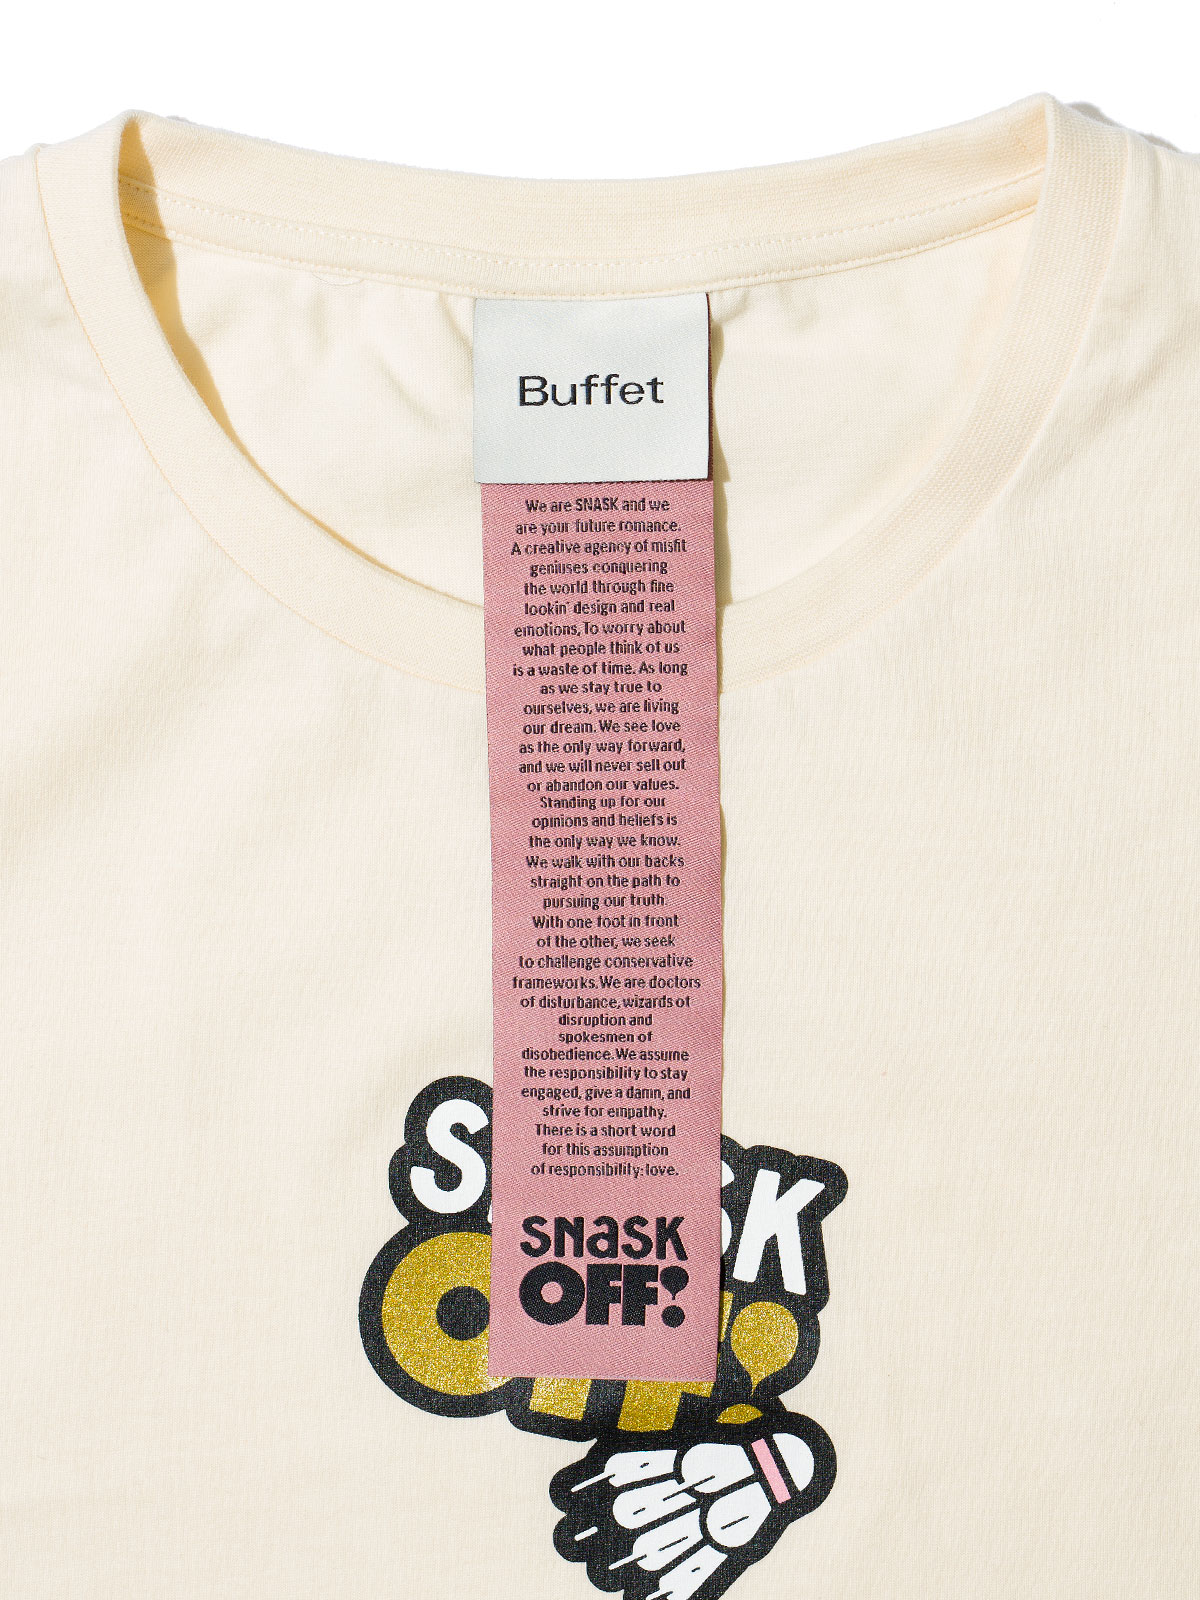 Buffet
We are SNASK and we
are your future romance.
A creative agency of misfit
geniuses conquering
the world through fine
lookin' design and real
emotions. To worry about
what people think of us
is a waste of time. As long
as we stay true to
ourselves, we are living
our dream. We see love
as the only way forward,
and we will never sell out
or abandon our values.
Standing up for our
opinions and beliefs is
the only way we know.
We walk with our backs
straight on the path to
pursuing our truth.
With one foot in front
of the other, we seek
to challenge conservative
frameworks. We are doctors
of disturbance, wizards of
disruption and
spokesmen of
disobedience. We assume
the responsibility to stay
engaged, give a damn, and
strive for empathy.
There is a short word
for this assumption
of responsibility: love.
SNASK
OFF!